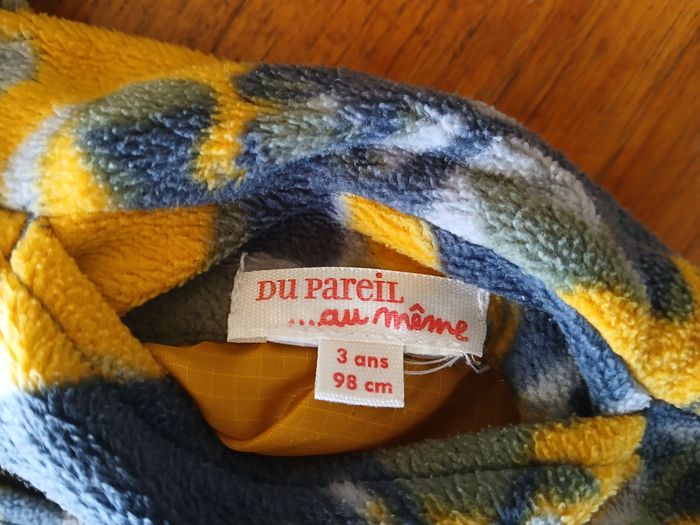 DU PAREIL
...au même
3 ans
98 cm